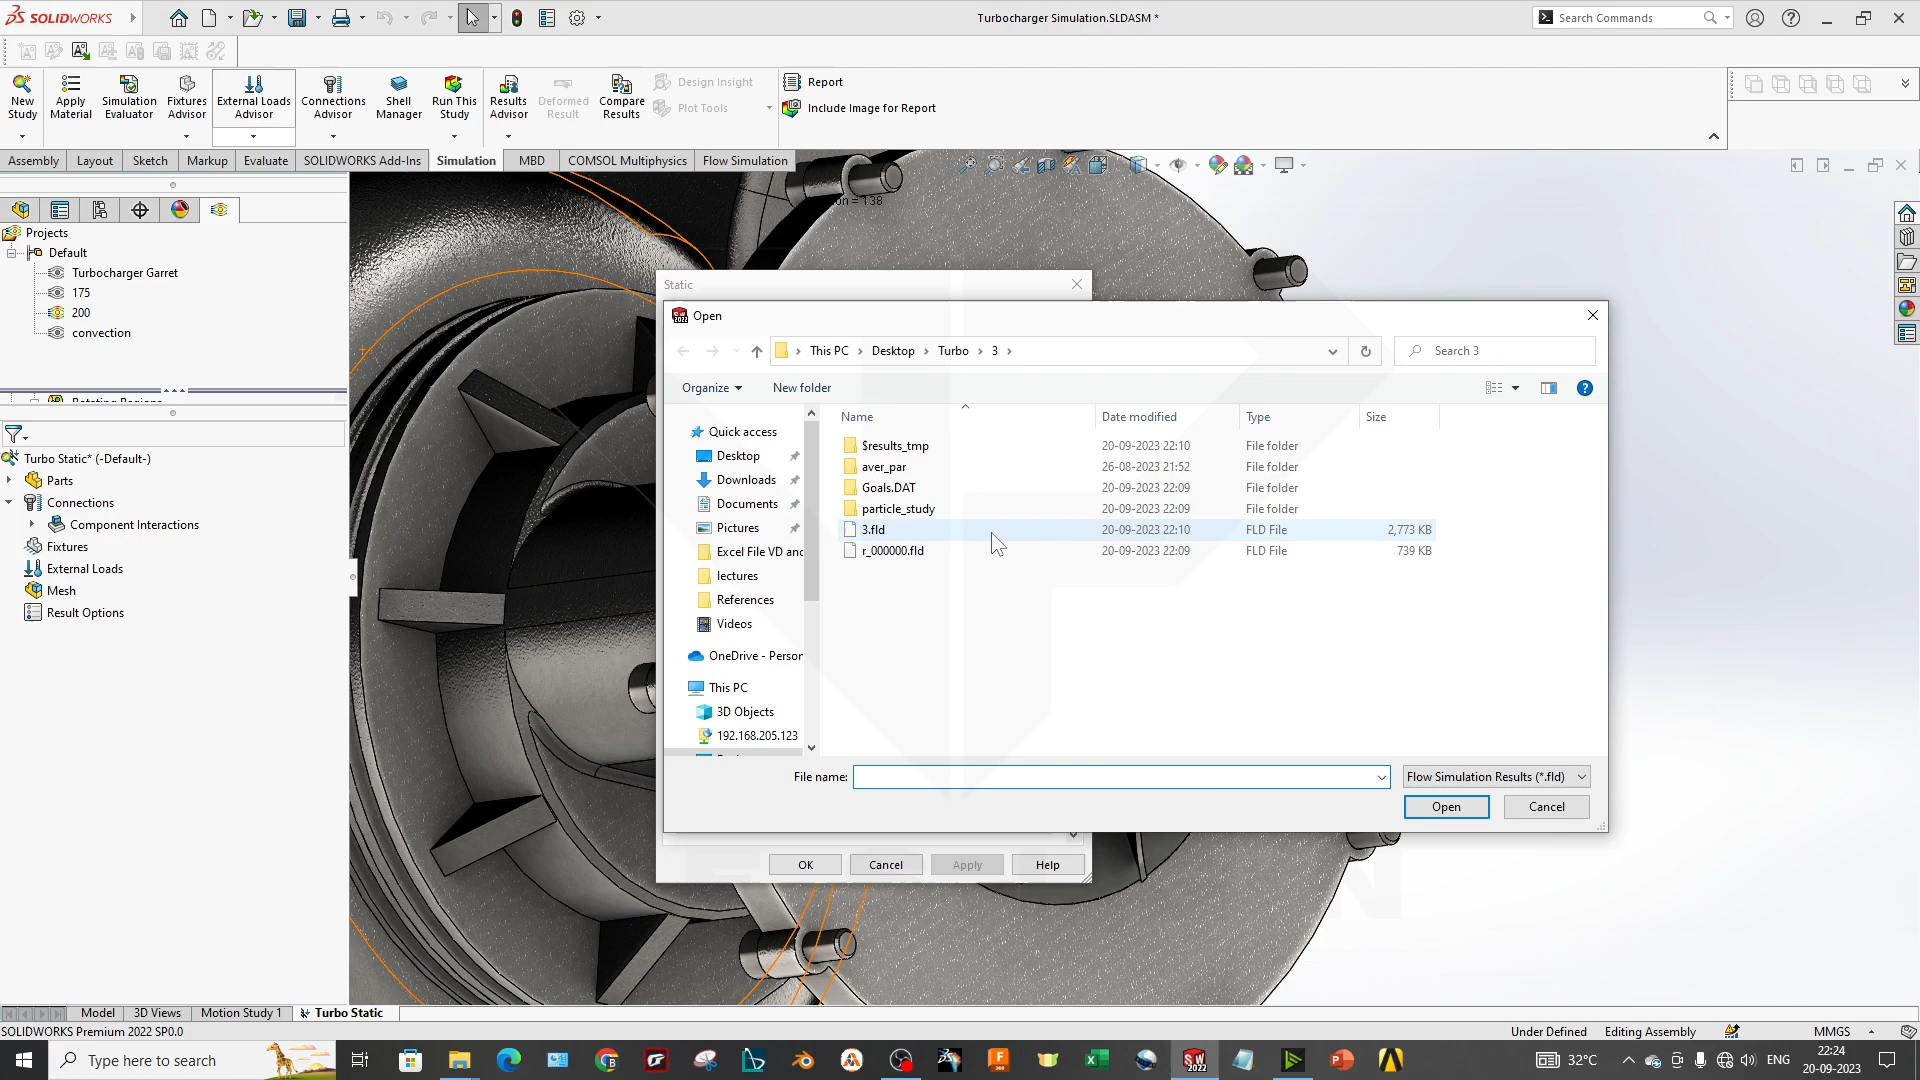 SOLIDWORKS
Turbocharger Simulation.SLDASM *
Search Commands
New Study
Apply Material
Simulation Evaluator
Fixtures Advisor
External Loads Advisor
Connections Advisor
Shell Manager
Run This Study
Results Advisor
Deformed Result
Compare Results
Design Insight
Plot Tools
Report
Include Image for Report
Assembly
Layout
Sketch
Markup
Evaluate
SOLIDWORKS Add-Ins
Simulation
MBD
COMSOL Multiphysics
Flow Simulation
= 138
Projects
Default
Turbocharger Garret
175
200
convection
Rotating Regions
Turbo Static* (-Default-)
Parts
Connections
Component Interactions
Fixtures
External Loads
Mesh
Result Options
Static
Open
This PC
Desktop
Turbo
3
Search 3
Organize
New folder
Quick access
Desktop
Downloads
Documents
Pictures
Excel File VD and
lectures
References
Videos
OneDrive - Person
This PC
3D Objects
192.168.205.123
Name Date modified Type Size
$results_tmp 20-09-2023 22:10 File folder
aver_par 26-08-2023 21:52 File folder
Goals.DAT 20-09-2023 22:09 File folder
particle_study 20-09-2023 22:09 File folder
3.fld 20-09-2023 22:10 FLD File 2,773 KB
r_000000.fld 20-09-2023 22:09 FLD File 739 KB
File name:
Flow Simulation Results (*.fld)
Open
Cancel
OK
Cancel
Apply
Help
Model
3D Views
Motion Study 1
Turbo Static
SOLIDWORKS Premium 2022 SP0.0
Under Defined
Editing Assembly
MMGS
Type here to search
32°C
ENG
22:24
20-09-2023